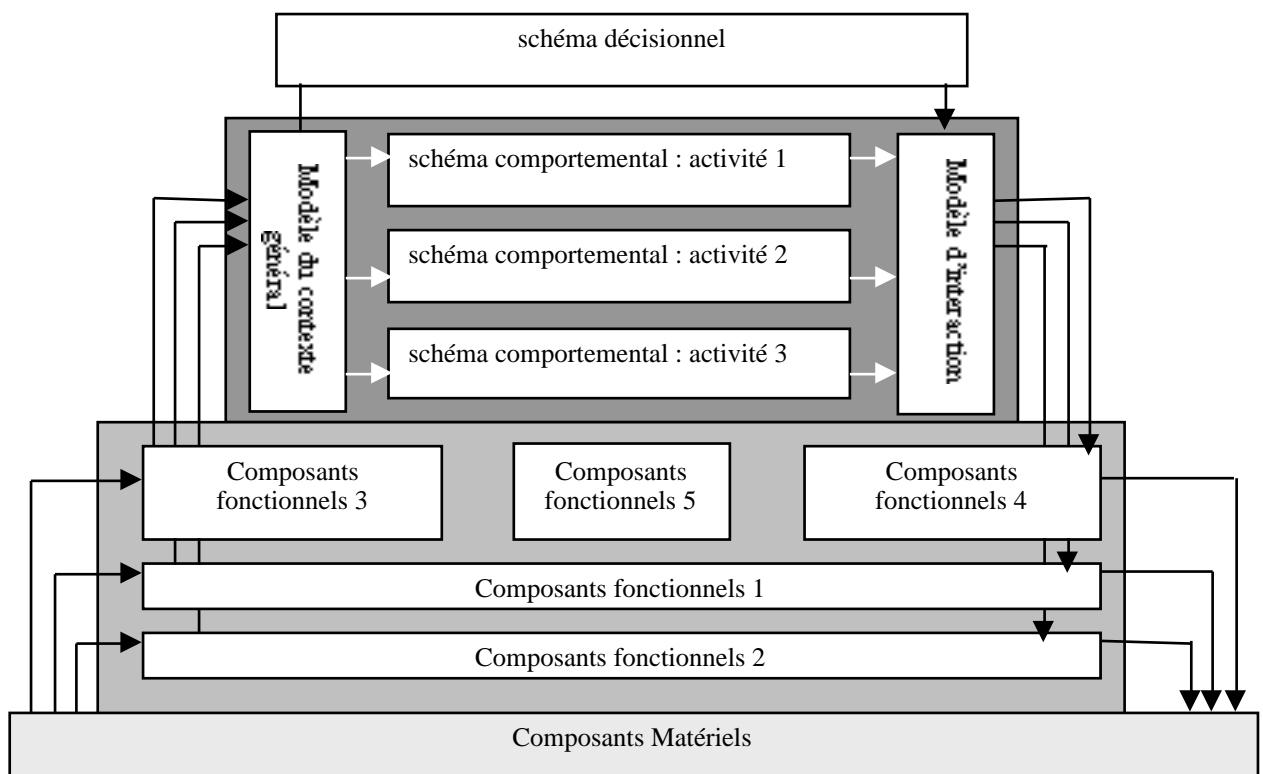 schéma décisionnel
Modèle du contexte
général
schéma comportemental : activité 1
schéma comportemental : activité 2
schéma comportemental : activité 3
Modèle d'interaction
Composants
fonctionnels 3
Composants
fonctionnels 5
Composants
fonctionnels 4
Composants fonctionnels 1
Composants fonctionnels 2
Composants Matériels